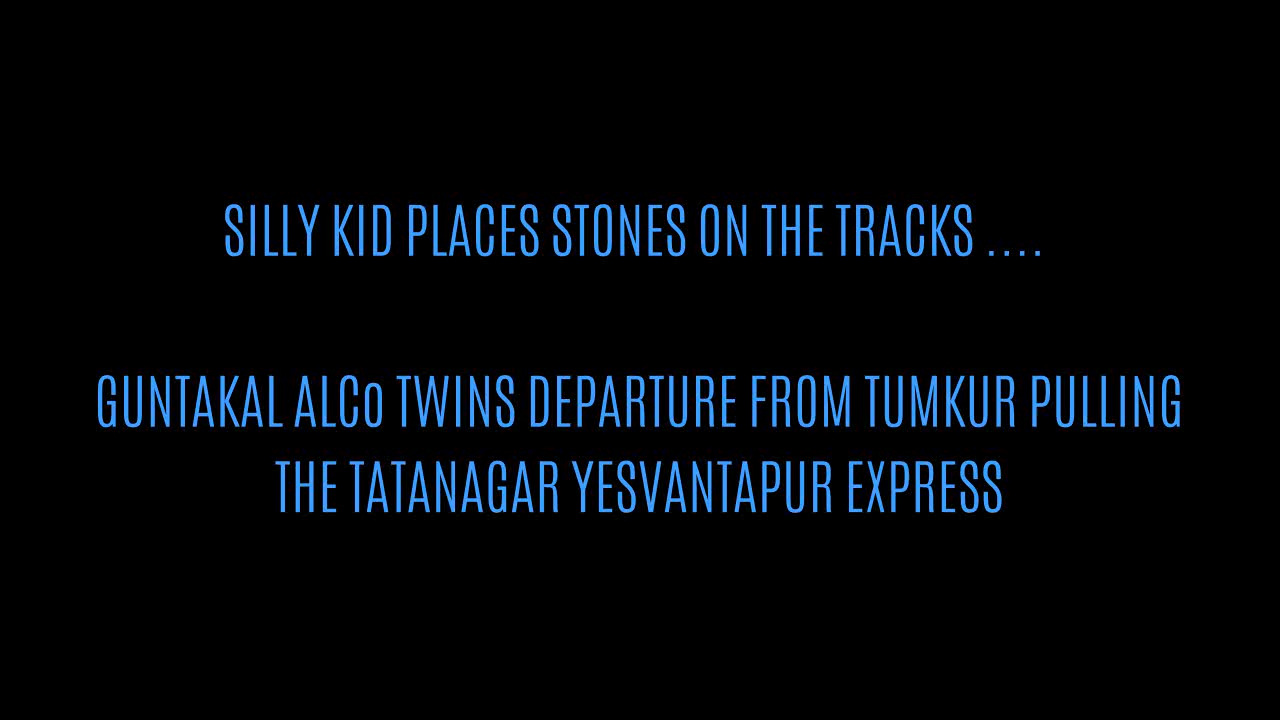 SILLY KID PLACES STONES ON THE TRACKS ....
GUNTAKAL ALCo TWINS DEPARTURE FROM TUMKUR PULLING
THE TATANAGAR YESVANTAPUR EXPRESS